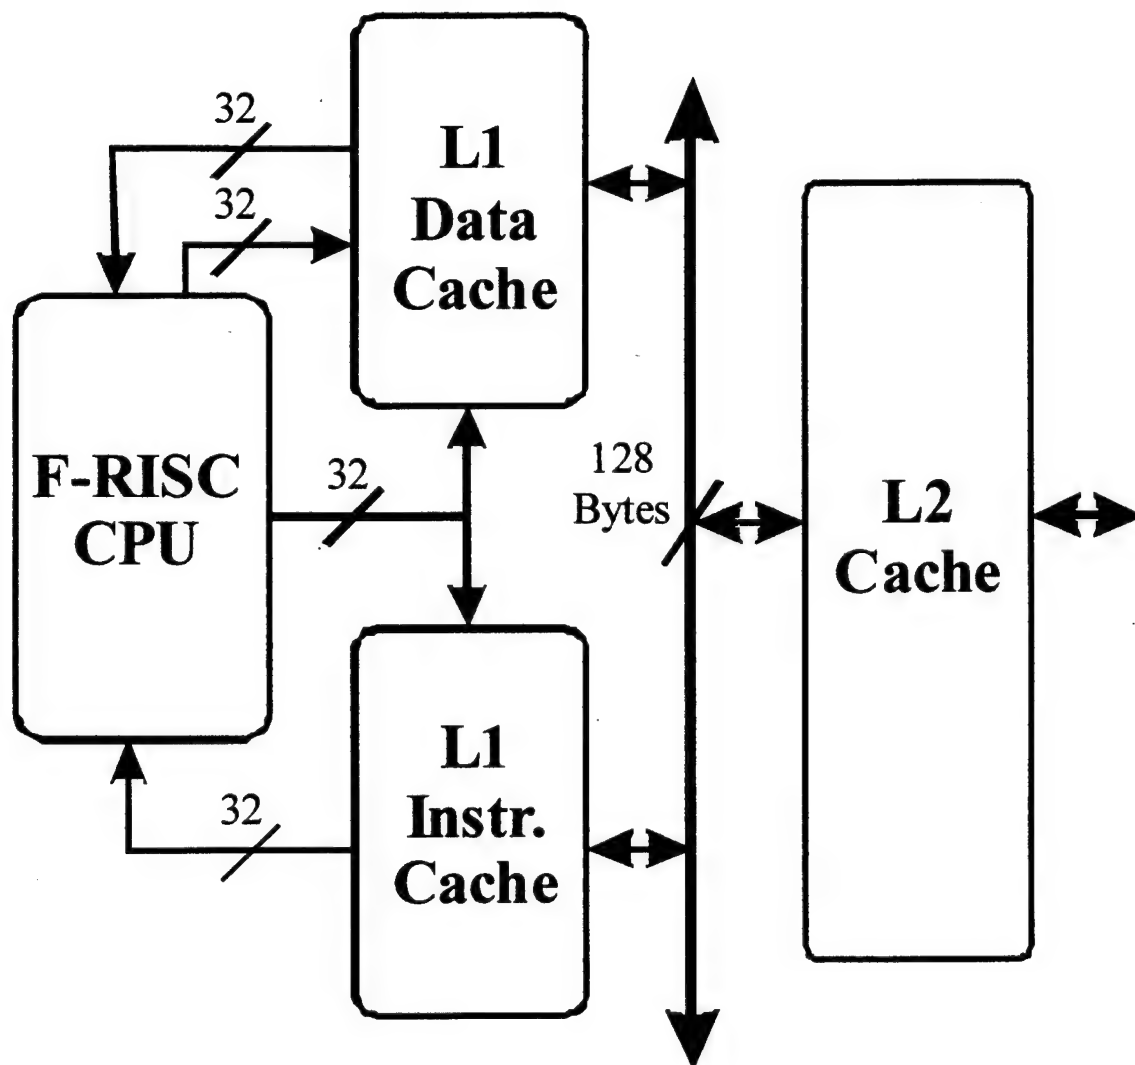 32
L1
Data
Cache
32
F-RISC
CPU
32
128
Bytes
L2
Cache
L1
Instr.
Cache
32